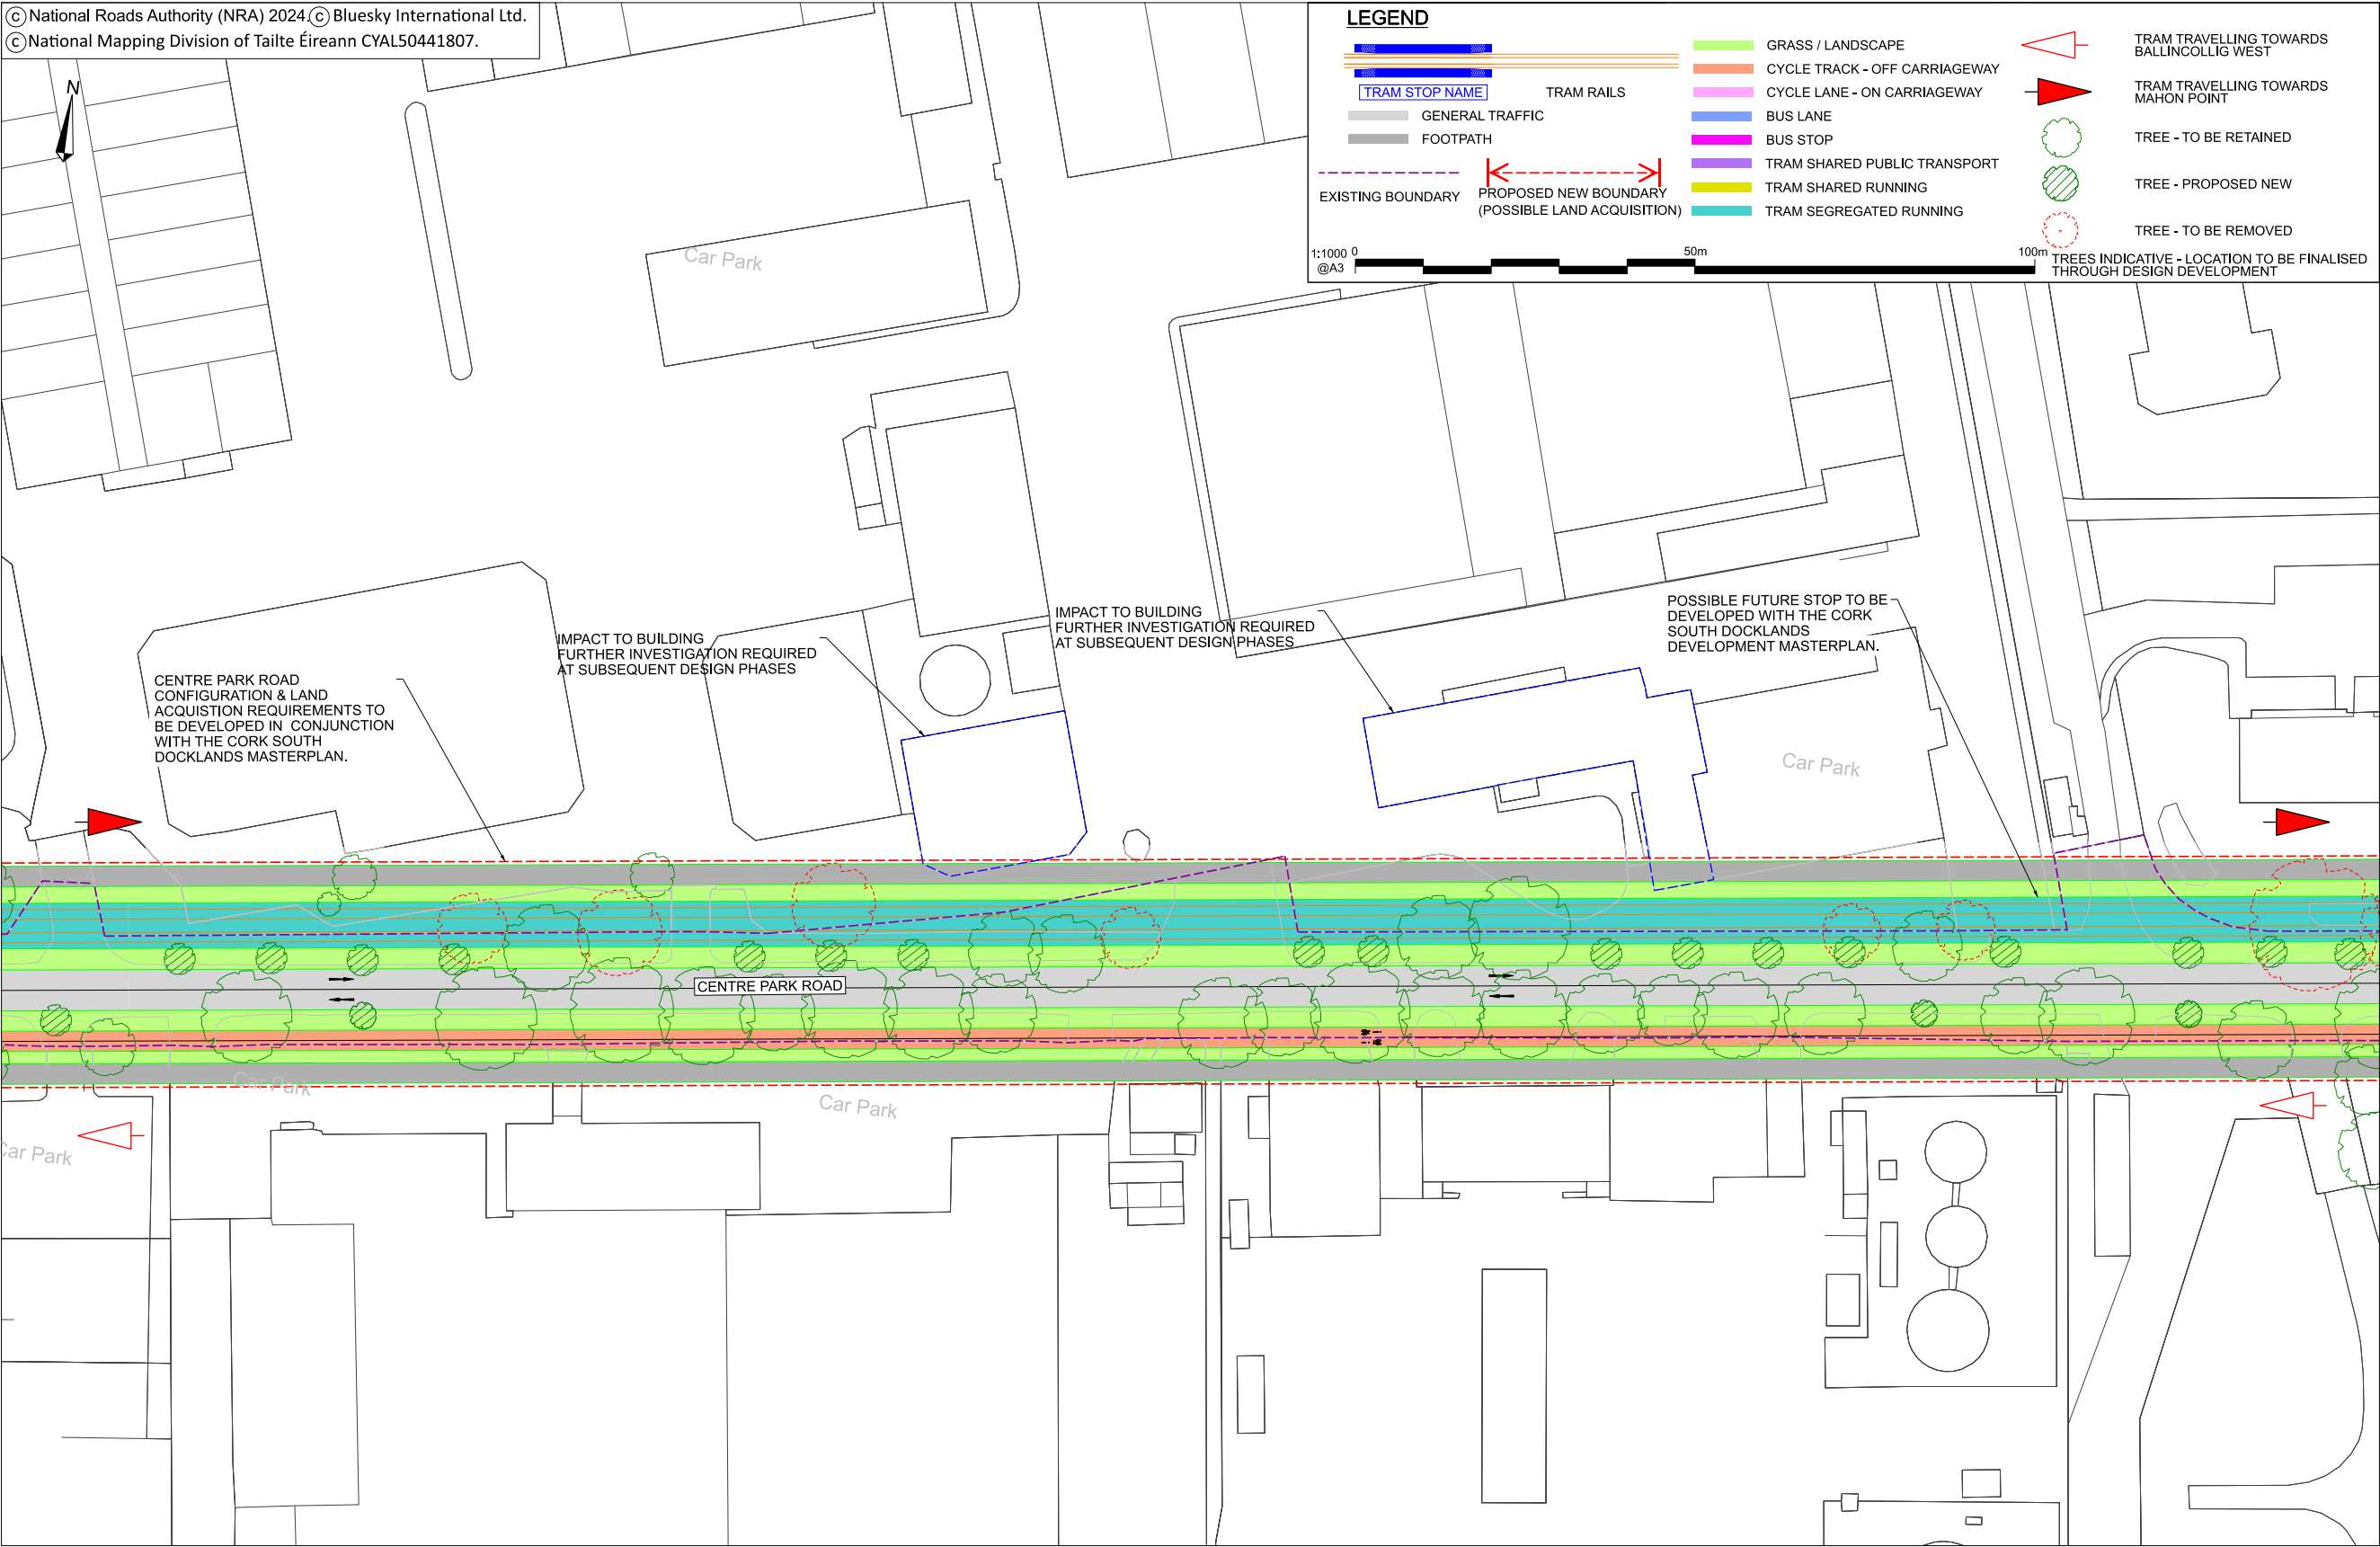 © National Roads Authority (NRA) 2024. © Bluesky International Ltd.
© National Mapping Division of Tailte Éireann CYAL50441807.
N
LEGEND
TRAM STOP NAME
TRAM RAILS
GENERAL TRAFFIC
FOOTPATH
EXISTING BOUNDARY
PROPOSED NEW BOUNDARY
(POSSIBLE LAND ACQUISITION)
GRASS / LANDSCAPE
CYCLE TRACK - OFF CARRIAGEWAY
CYCLE LANE - ON CARRIAGEWAY
BUS LANE
BUS STOP
TRAM SHARED PUBLIC TRANSPORT
TRAM SHARED RUNNING
TRAM SEGREGATED RUNNING
TRAM TRAVELLING TOWARDS
BALLINCOLLIG WEST
TRAM TRAVELLING TOWARDS
MAHON POINT
TREE - TO BE RETAINED
TREE - PROPOSED NEW
TREE - TO BE REMOVED
TREES INDICATIVE - LOCATION TO BE FINALISED
THROUGH DESIGN DEVELOPMENT
1:1000
@A3
0
50m
100m
Car Park
IMPACT TO BUILDING
FURTHER INVESTIGATION REQUIRED
AT SUBSEQUENT DESIGN PHASES
IMPACT TO BUILDING
FURTHER INVESTIGATION REQUIRED
AT SUBSEQUENT DESIGN PHASES
POSSIBLE FUTURE STOP TO BE
DEVELOPED WITH THE CORK
SOUTH DOCKLANDS
DEVELOPMENT MASTERPLAN.
CENTRE PARK ROAD
CONFIGURATION & LAND
ACQUISTION REQUIREMENTS TO
BE DEVELOPED IN CONJUNCTION
WITH THE CORK SOUTH
DOCKLANDS MASTERPLAN.
Car Park
CENTRE PARK ROAD
Car Park
Car Park
Car Park